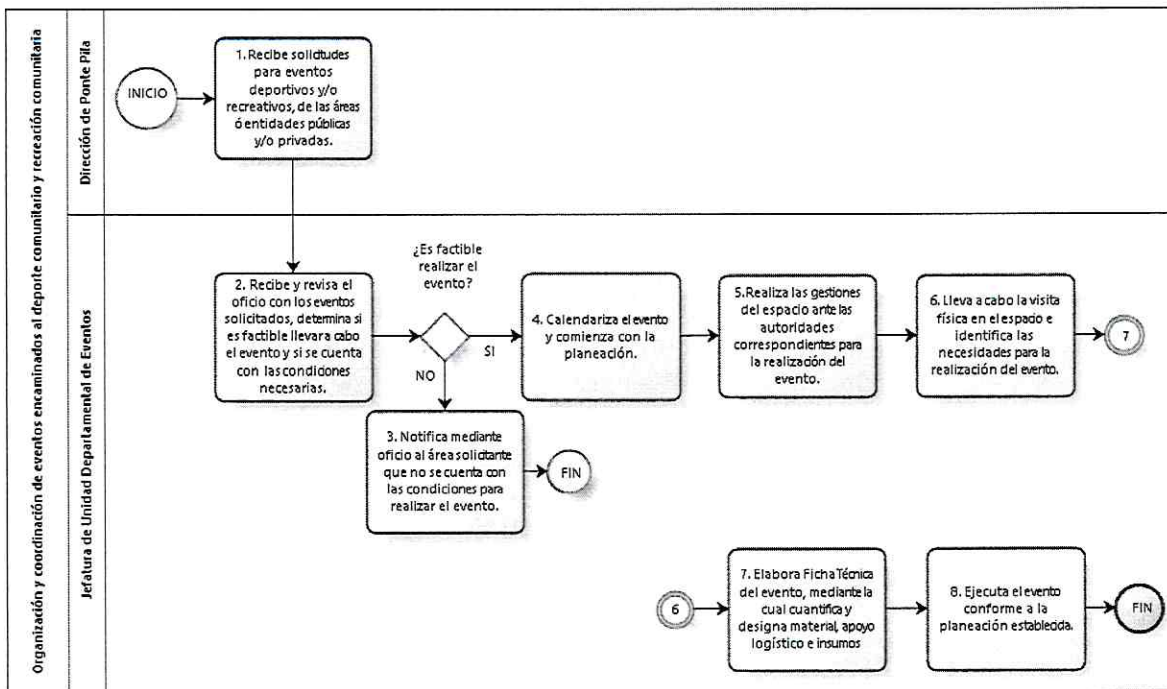 Organización y coordinación de eventos encaminados al deporte comunitario y recreación comunitaria
Dirección de Ponte Pila
INICIO
1. Recibe solicitudes
para eventos
deportivos y/o
recreativos, de las áreas
ó entidades públicas
y/o privadas.
Jefatura de Unidad Departamental de Eventos
2. Recibe y revisa el
oficio con los eventos
solicitados, determina si
es factible llevar a cabo
el evento y si se cuenta
con las condiciones
necesarias.
¿Es factible
realizar el
evento?
SI
NO
3. Notifica mediante
oficio al área solicitante
que no se cuenta con
las condiciones para
realizar el evento.
FIN
4. Calendariza el evento
y comienza con la
planeación.
5. Realiza las gestiones
del espacio ante las
autoridades
correspondientes para
la realización del
evento.
6. Lleva a cabo la visita
física en el espacio e
identifica las
necesidades para la
realización del evento.
7
6
7. Elabora Ficha Técnica
del evento, mediante la
cual cuantifica y
designa material, apoyo
logístico e insumos
8. Ejecuta el evento
conforme a la
planeación establecida.
FIN